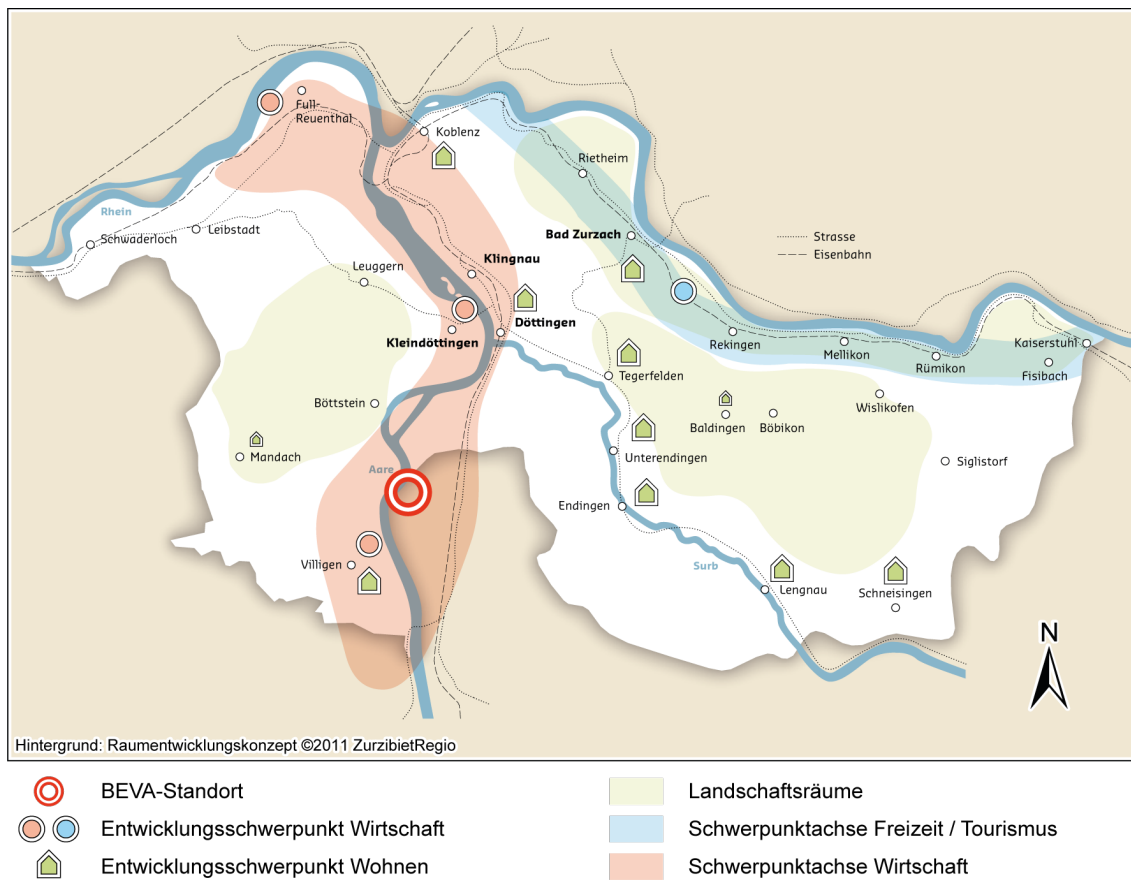 Full-
Reuenthal
Koblenz
Rietheim
Rhein
Schwaderloch
Leibstadt
Bad Zurzach
Strasse
Eisenbahn
Leuggern
Klingnau
Döttingen
Kleindöttingen
Rekingen
Mellikon
Rümikon
Kaiserstuhl
Fisibach
Tegerfelden
Wislikofen
Böttstein
Baldingen
Böbikon
Mandach
Aare
Unterendingen
Siglistorf
Endingen
Villigen
Surb
Lengnau
Schneisingen
N
Hintergrund: Raumentwicklungskonzept ©2011 ZurzibietRegio
BEVA-Standort
Entwicklungsschwerpunkt Wirtschaft
Entwicklungsschwerpunkt Wohnen
Landschaftsräume
Schwerpunktachse Freizeit / Tourismus
Schwerpunktachse Wirtschaft